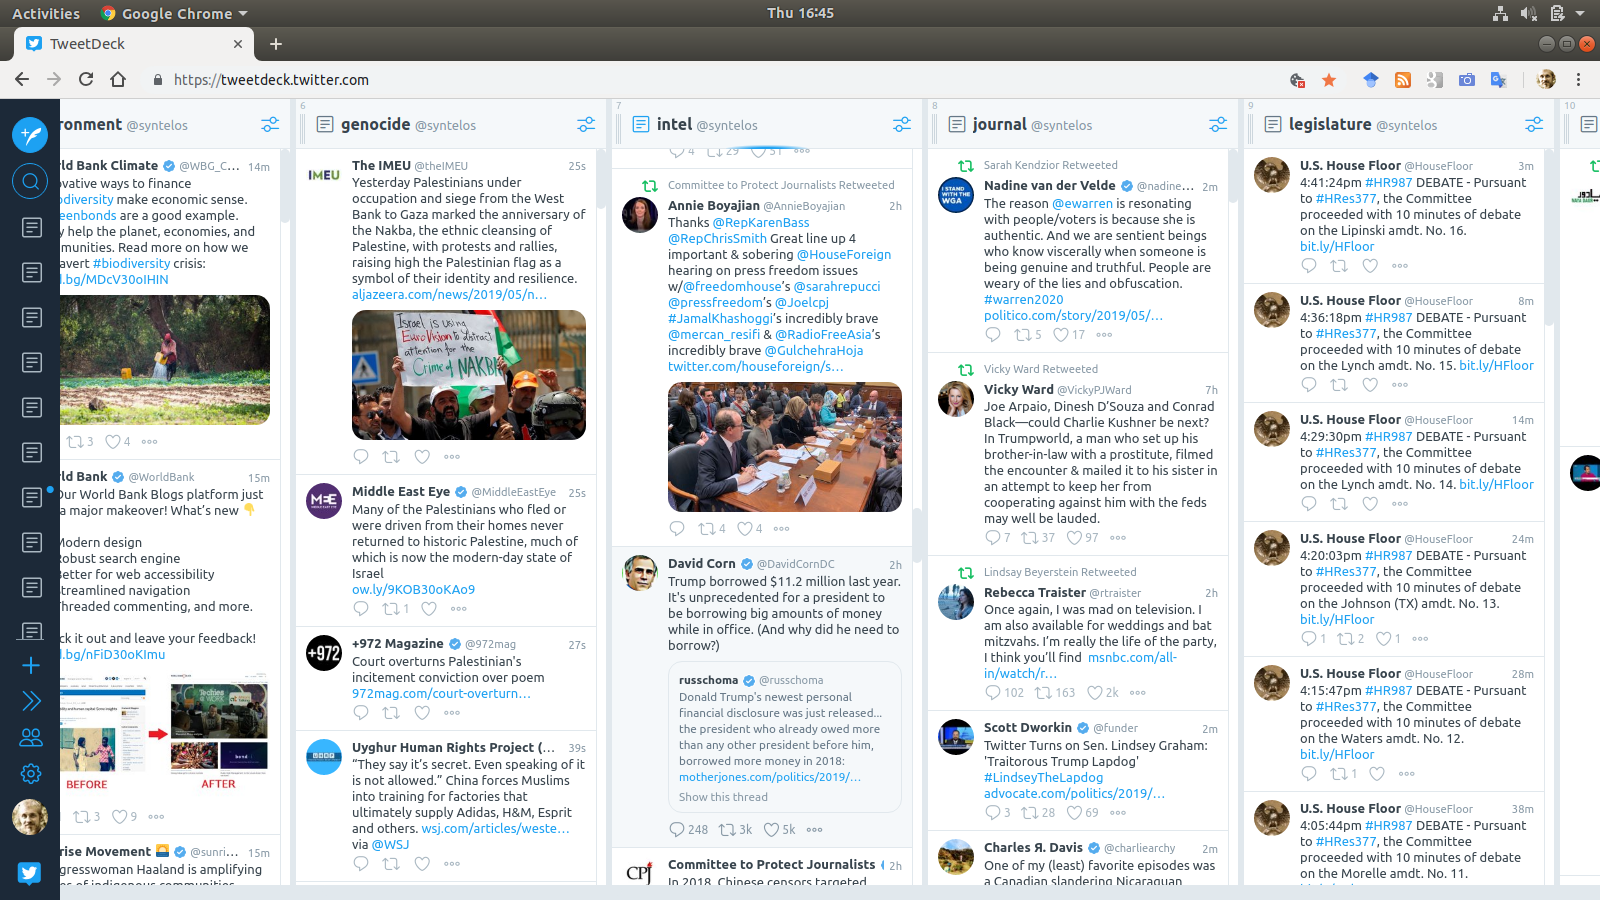 Activities
Google Chrome
Thu 16:45
TweetDeck
https://tweetdeck.twitter.com
ronment @syntelos
ld Bank Climate @WBG_C... 14m
ovative ways to finance
diversity make economic sense.
eenbonds are a good example.
y help the planet, economies, and
munities. Read more on how we
avert #biodiversity crisis:
l.bg/MDcV30oIHIN
3 4
ld Bank @WorldBank 15m
Our World Bank Blogs platform just
a major makeover! What's new 👇
Modern design
Robust search engine
Better for web accessibility
Streamlined navigation
Threaded commenting, and more.
ck it out and leave your feedback!
l.bg/nFiD30oKImu
BEFORE
AFTER
3 9
rise Movement @sunri... 15m
gresswoman Haaland is amplifying
es of indigenous communities
6
genocide @syntelos
IMEU
The IMEU @theIMEU 25s
Yesterday Palestinians under
occupation and siege from the West
Bank to Gaza marked the anniversary of
the Nakba, the ethnic cleansing of
Palestine, with protests and rallies,
raising high the Palestinian flag as a
symbol of their identity and resilience.
aljazeera.com/news/2019/05/n...
Israel is using
EuroVision to distract
attention for the
Crime of NAKBA
Middle East Eye @MiddleEastEye 25s
Many of the Palestinians who fled or
were driven from their homes never
returned to historic Palestine, much of
which is now the modern-day state of
Israel
ow.ly/9KOB30oKAo9
1
+972
+972 Magazine @972mag 27s
Court overturns Palestinian's
incitement conviction over poem
972mag.com/court-overturn...
Uyghur Human Rights Project (... 39s
"They say it's secret. Even speaking of it
is not allowed." China forces Muslims
into training for factories that
ultimately supply Adidas, H&M, Esprit
and others. wsj.com/articles/weste...
via @WSJ
7
intel @syntelos
4 29 51
Committee to Protect Journalists Retweeted
Annie Boyajian @AnnieBoyajian 2h
Thanks @RepKarenBass
@RepChrisSmith Great line up 4
important & sobering @HouseForeign
hearing on press freedom issues
w/@freedomhouse's @sarahrepucci
@pressfreedom's @Joelcpj
#JamalKhashoggi's incredibly brave
@mercan_resifi & @RadioFreeAsia's
incredibly brave @GulchehraHoja
twitter.com/houseforeign/s...
4 4
David Corn @DavidCornDC 2h
Trump borrowed $11.2 million last year.
It's unprecedented for a president to
be borrowing big amounts of money
while in office. (And why did he need to
borrow?)
russchoma @russchoma
Donald Trump's newest personal
financial disclosure was just released...
the president who already owed more
than any other president before him,
borrowed more money in 2018:
motherjones.com/politics/2019/...
Show this thread
248 3k 5k
CPJ
Committee to Protect Journalists 2h
In 2018, Chinese censors targeted
8
journal @syntelos
Sarah Kendzior Retweeted
I STAND
WITH THE
WGA
Nadine van der Velde @nadine... 2m
The reason @ewarren is resonating
with people/voters is because she is
authentic. And we are sentient beings
who know viscerally when someone is
being genuine and truthful. People are
weary of the lies and obfuscation.
#warren2020
politico.com/story/2019/05/...
5 17
Vicky Ward Retweeted
Vicky Ward @VickyPJWard 7h
Joe Arpaio, Dinesh D'Souza and Conrad
Black—could Charlie Kushner be next?
In Trumpworld, a man who set up his
brother-in-law with a prostitute, filmed
the encounter & mailed it to his sister in
an attempt to keep her from
cooperating against him with the feds
may well be lauded.
7 37 97
Lindsay Beyerstein Retweeted
Rebecca Traister @rtraister 2h
Once again, I was mad on television. I
am also available for weddings and bat
mitzvahs. I'm really the life of the party,
I think you'll find msnbc.com/all-
in/watch/r...
102 163 2k
Scott Dworkin @funder 2m
Twitter Turns on Sen. Lindsey Graham:
'Traitorous Trump Lapdog'
#LindseyTheLapdog
advocate.com/politics/2019/...
3 28 69
Charles Я. Davis @charliearchy 2m
One of my (least) favorite episodes was
a Canadian slandering Nicaraguan
9
legislature @syntelos
U.S. House Floor @HouseFloor 3m
4:41:24pm #HR987 DEBATE - Pursuant
to #HRes377, the Committee
proceeded with 10 minutes of debate
on the Lipinski amdt. No. 16.
bit.ly/HFloor
U.S. House Floor @HouseFloor 8m
4:36:18pm #HR987 DEBATE - Pursuant
to #HRes377, the Committee
proceeded with 10 minutes of debate
on the Lynch amdt. No. 15. bit.ly/HFloor
U.S. House Floor @HouseFloor 14m
4:29:30pm #HR987 DEBATE - Pursuant
to #HRes377, the Committee
proceeded with 10 minutes of debate
on the Lynch amdt. No. 14. bit.ly/HFloor
U.S. House Floor @HouseFloor 24m
4:20:03pm #HR987 DEBATE - Pursuant
to #HRes377, the Committee
proceeded with 10 minutes of debate
on the Johnson (TX) amdt. No. 13.
bit.ly/HFloor
1 2 1
U.S. House Floor @HouseFloor 28m
4:15:47pm #HR987 DEBATE - Pursuant
to #HRes377, the Committee
proceeded with 10 minutes of debate
on the Waters amdt. No. 12.
bit.ly/HFloor
1
U.S. House Floor @HouseFloor 38m
4:05:44pm #HR987 DEBATE - Pursuant
to #HRes377, the Committee
proceeded with 10 minutes of debate
on the Morelle amdt. No. 11.
10